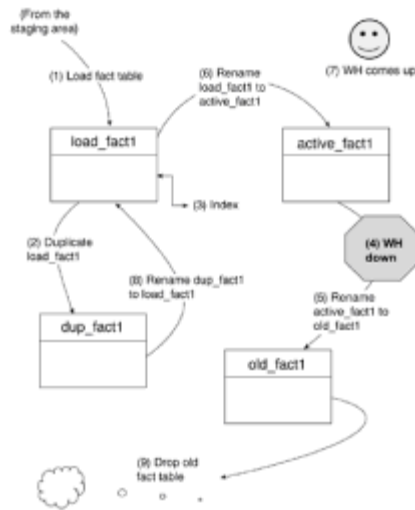 (From the
staging area)
(1) Load fact table
(6) Rename
load_fact1 to
active_fact1
(7) WH comes up
load_fact1
active_fact1
(3) Index
(2) Duplicate
load_fact1
(4) WH
down
(8) Rename dup_fact1
to load_fact1
(5) Rename
active_fact1 to
old_fact1
dup_fact1
old_fact1
(9) Drop old
fact table